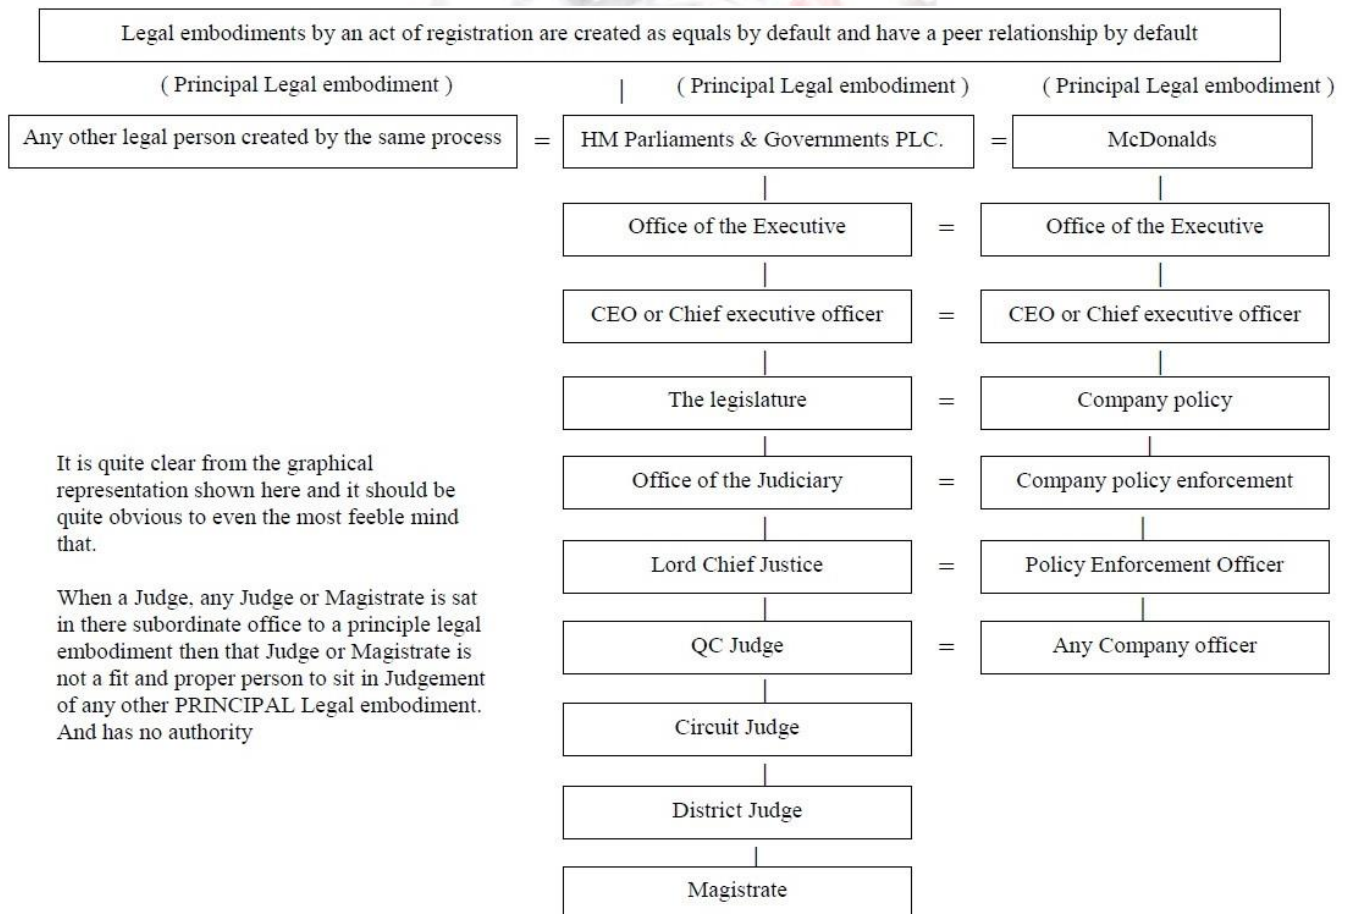 Legal embodiments by an act of registration are created as equals by default and have a peer relationship by default
( Principal Legal embodiment ) | ( Principal Legal embodiment ) ( Principal Legal embodiment )
Any other legal person created by the same process = HM Parliaments & Governments PLC. = McDonalds
Office of the Executive = Office of the Executive
CEO or Chief executive officer = CEO or Chief executive officer
The legislature = Company policy
Office of the Judiciary = Company policy enforcement
Lord Chief Justice = Policy Enforcement Officer
QC Judge = Any Company officer
Circuit Judge
District Judge
Magistrate
It is quite clear from the graphical
representation shown here and it should be
quite obvious to even the most feeble mind
that.
When a Judge, any Judge or Magistrate is sat
in there subordinate office to a principle legal
embodiment then that Judge or Magistrate is
not a fit and proper person to sit in Judgement
of any other PRINCIPAL Legal embodiment.
And has no authority